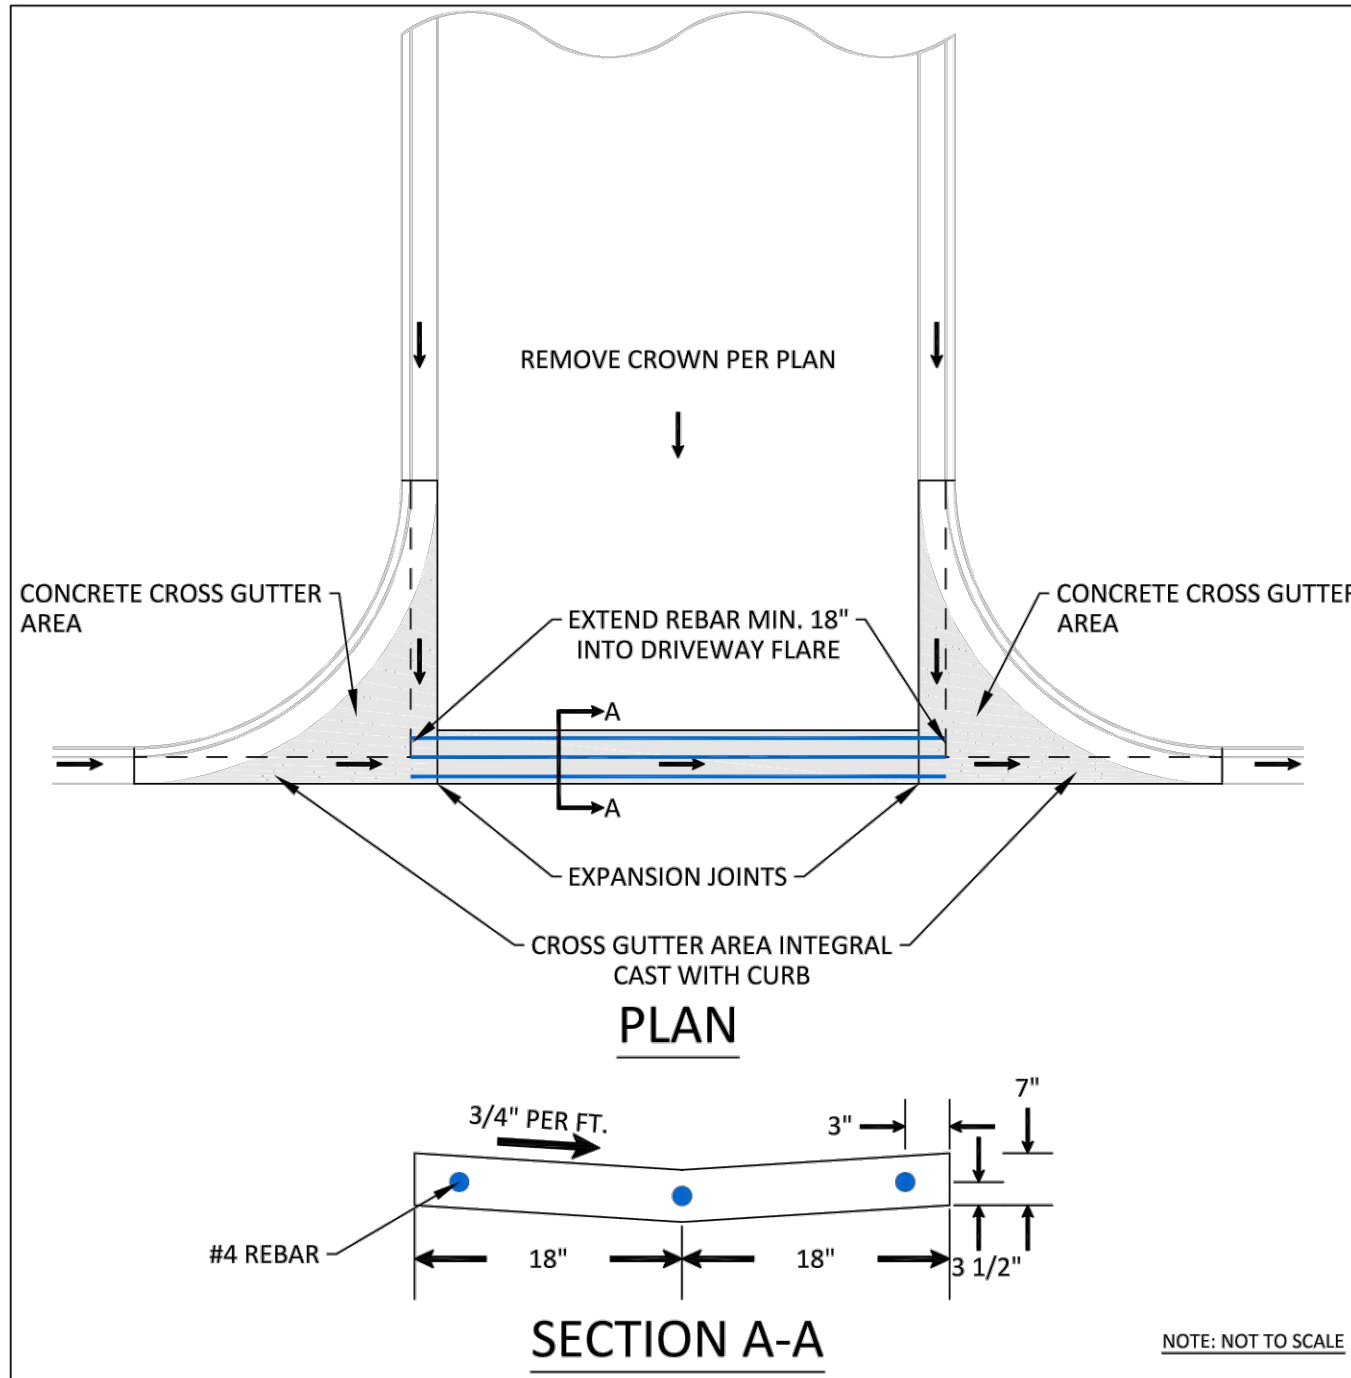 REMOVE CROWN PER PLAN
CONCRETE CROSS GUTTER
AREA
EXTEND REBAR MIN. 18"
INTO DRIVEWAY FLARE
CONCRETE CROSS GUTTER
AREA
A
A
EXPANSION JOINTS
CROSS GUTTER AREA INTEGRAL
CAST WITH CURB
PLAN
3/4" PER FT.
3"
7"
#4 REBAR
18"
18"
3 1/2"
SECTION A-A
NOTE: NOT TO SCALE